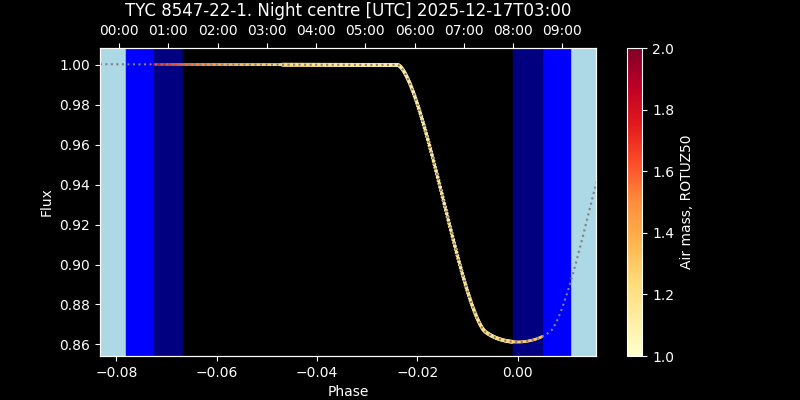 TYC 8547-22-1. Night centre [UTC] 2025-12-17T03:00
00:00 01:00 02:00 03:00 04:00 05:00 06:00 07:00 08:00 09:00
1.00
0.98
0.96
0.94
0.92
0.90
0.88
0.86
Flux
−0.08 −0.06 −0.04 −0.02 0.00
Phase
2.0
1.8
1.6
1.4
1.2
1.0
Air mass, ROTUZ50